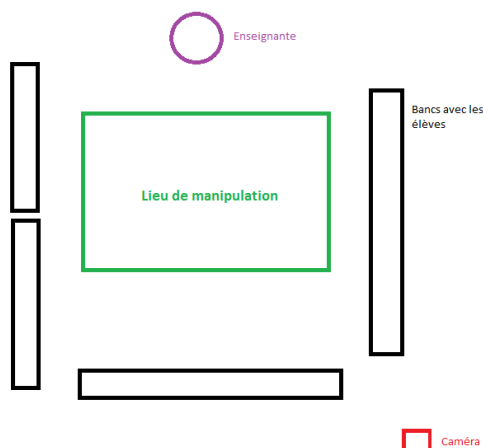 Enseignante
Bancs avec les
élèves
Lieu de manipulation
Caméra